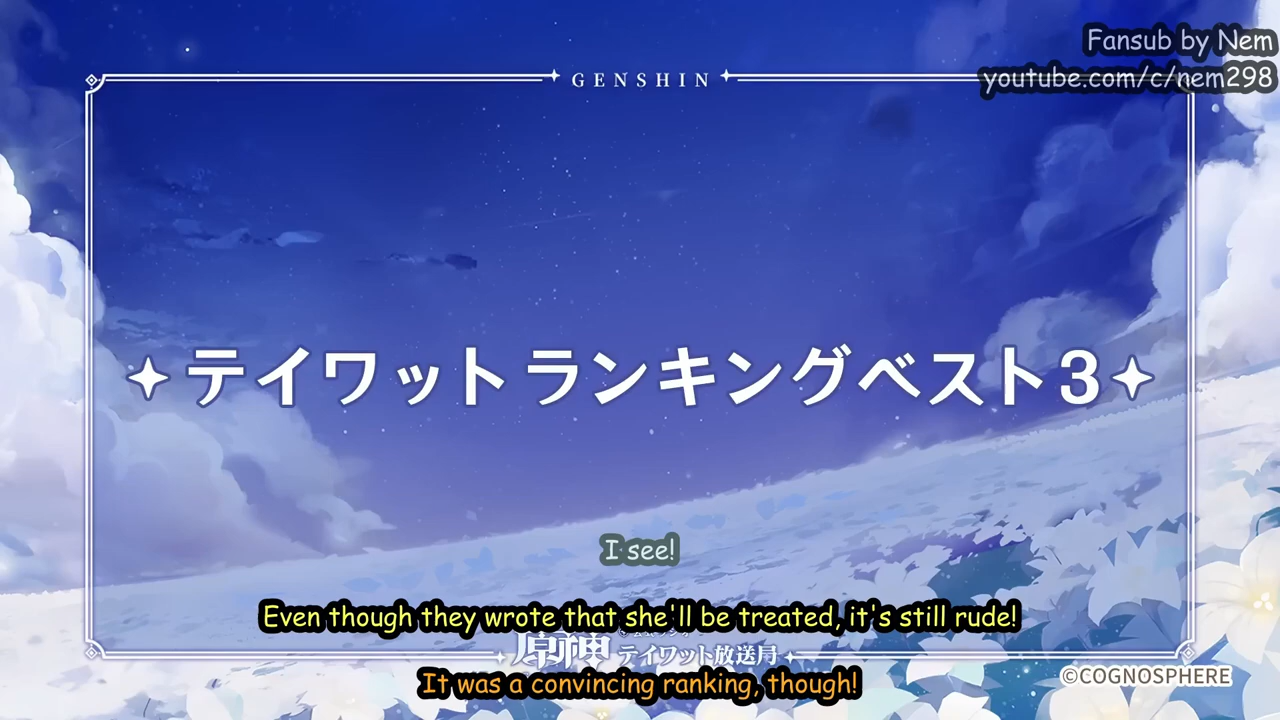 Fansub by Nem
youtube.com/c/nem298
GENSHIN
テイワットランキングベスト3
I see!
Even though they wrote that she'll be treated, it's still rude!
原神 テイワット放送局
It was a convincing ranking, though!
©COGNOSPHERE